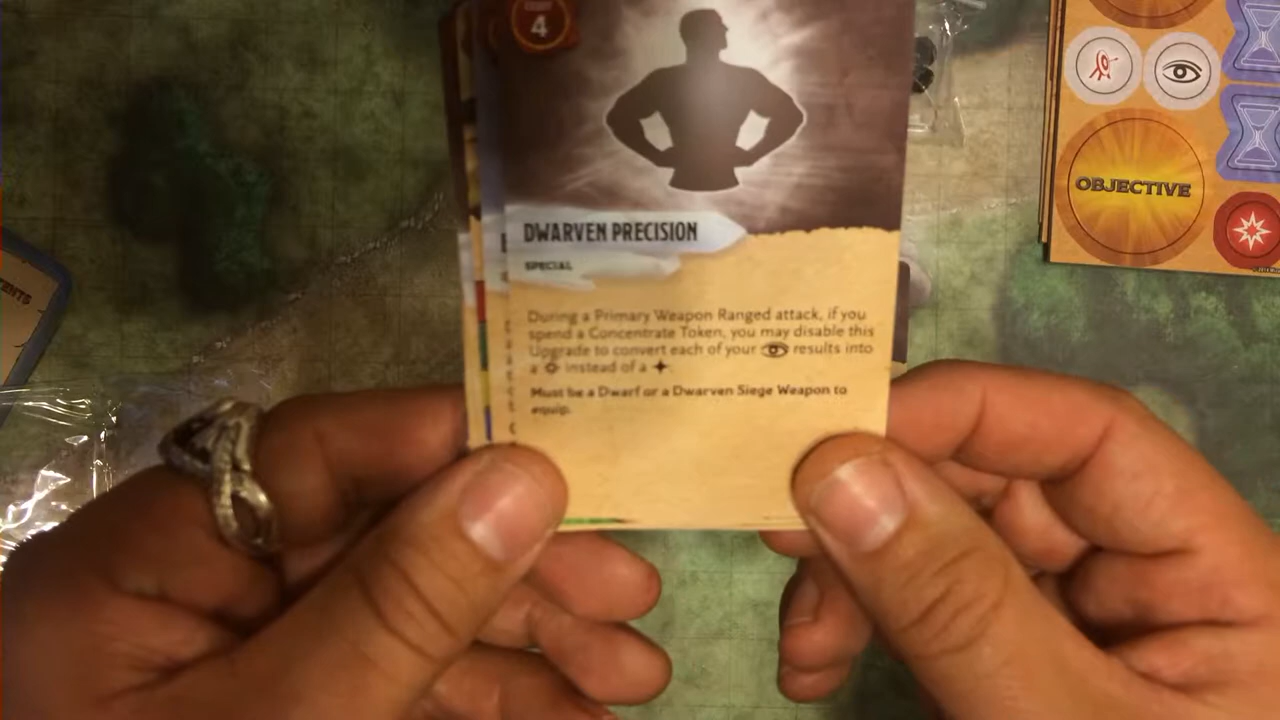 4
DWARVEN PRECISION
SPECIAL
During a Primary Weapon Ranged attack, if you
spend a Concentrate Token, you may disable this
Upgrade to convert each of your results into
a instead of a
Must be a Dwarf or a Dwarven Siege Weapon to
equip.
OBJECTIVE